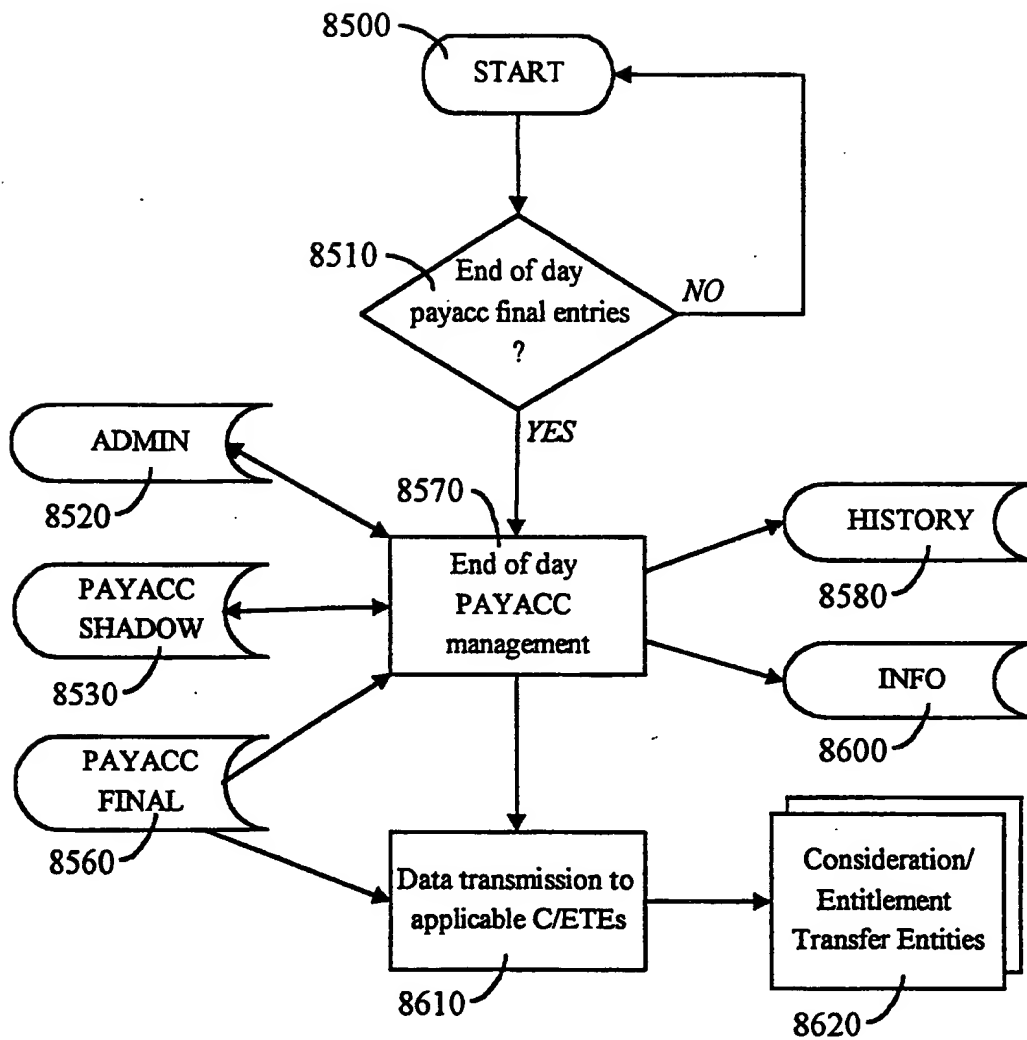 8500
START
8510
End of day
payacc final entries
?
NO
YES
ADMIN
8520
8570
HISTORY
8580
PAYACC
SHADOW
8530
End of day
PAYACC
management
INFO
8600
PAYACC
FINAL
8560
Data transmission to
applicable C/ETEs
8610
Consideration/
Entitlement
Transfer Entities
8620